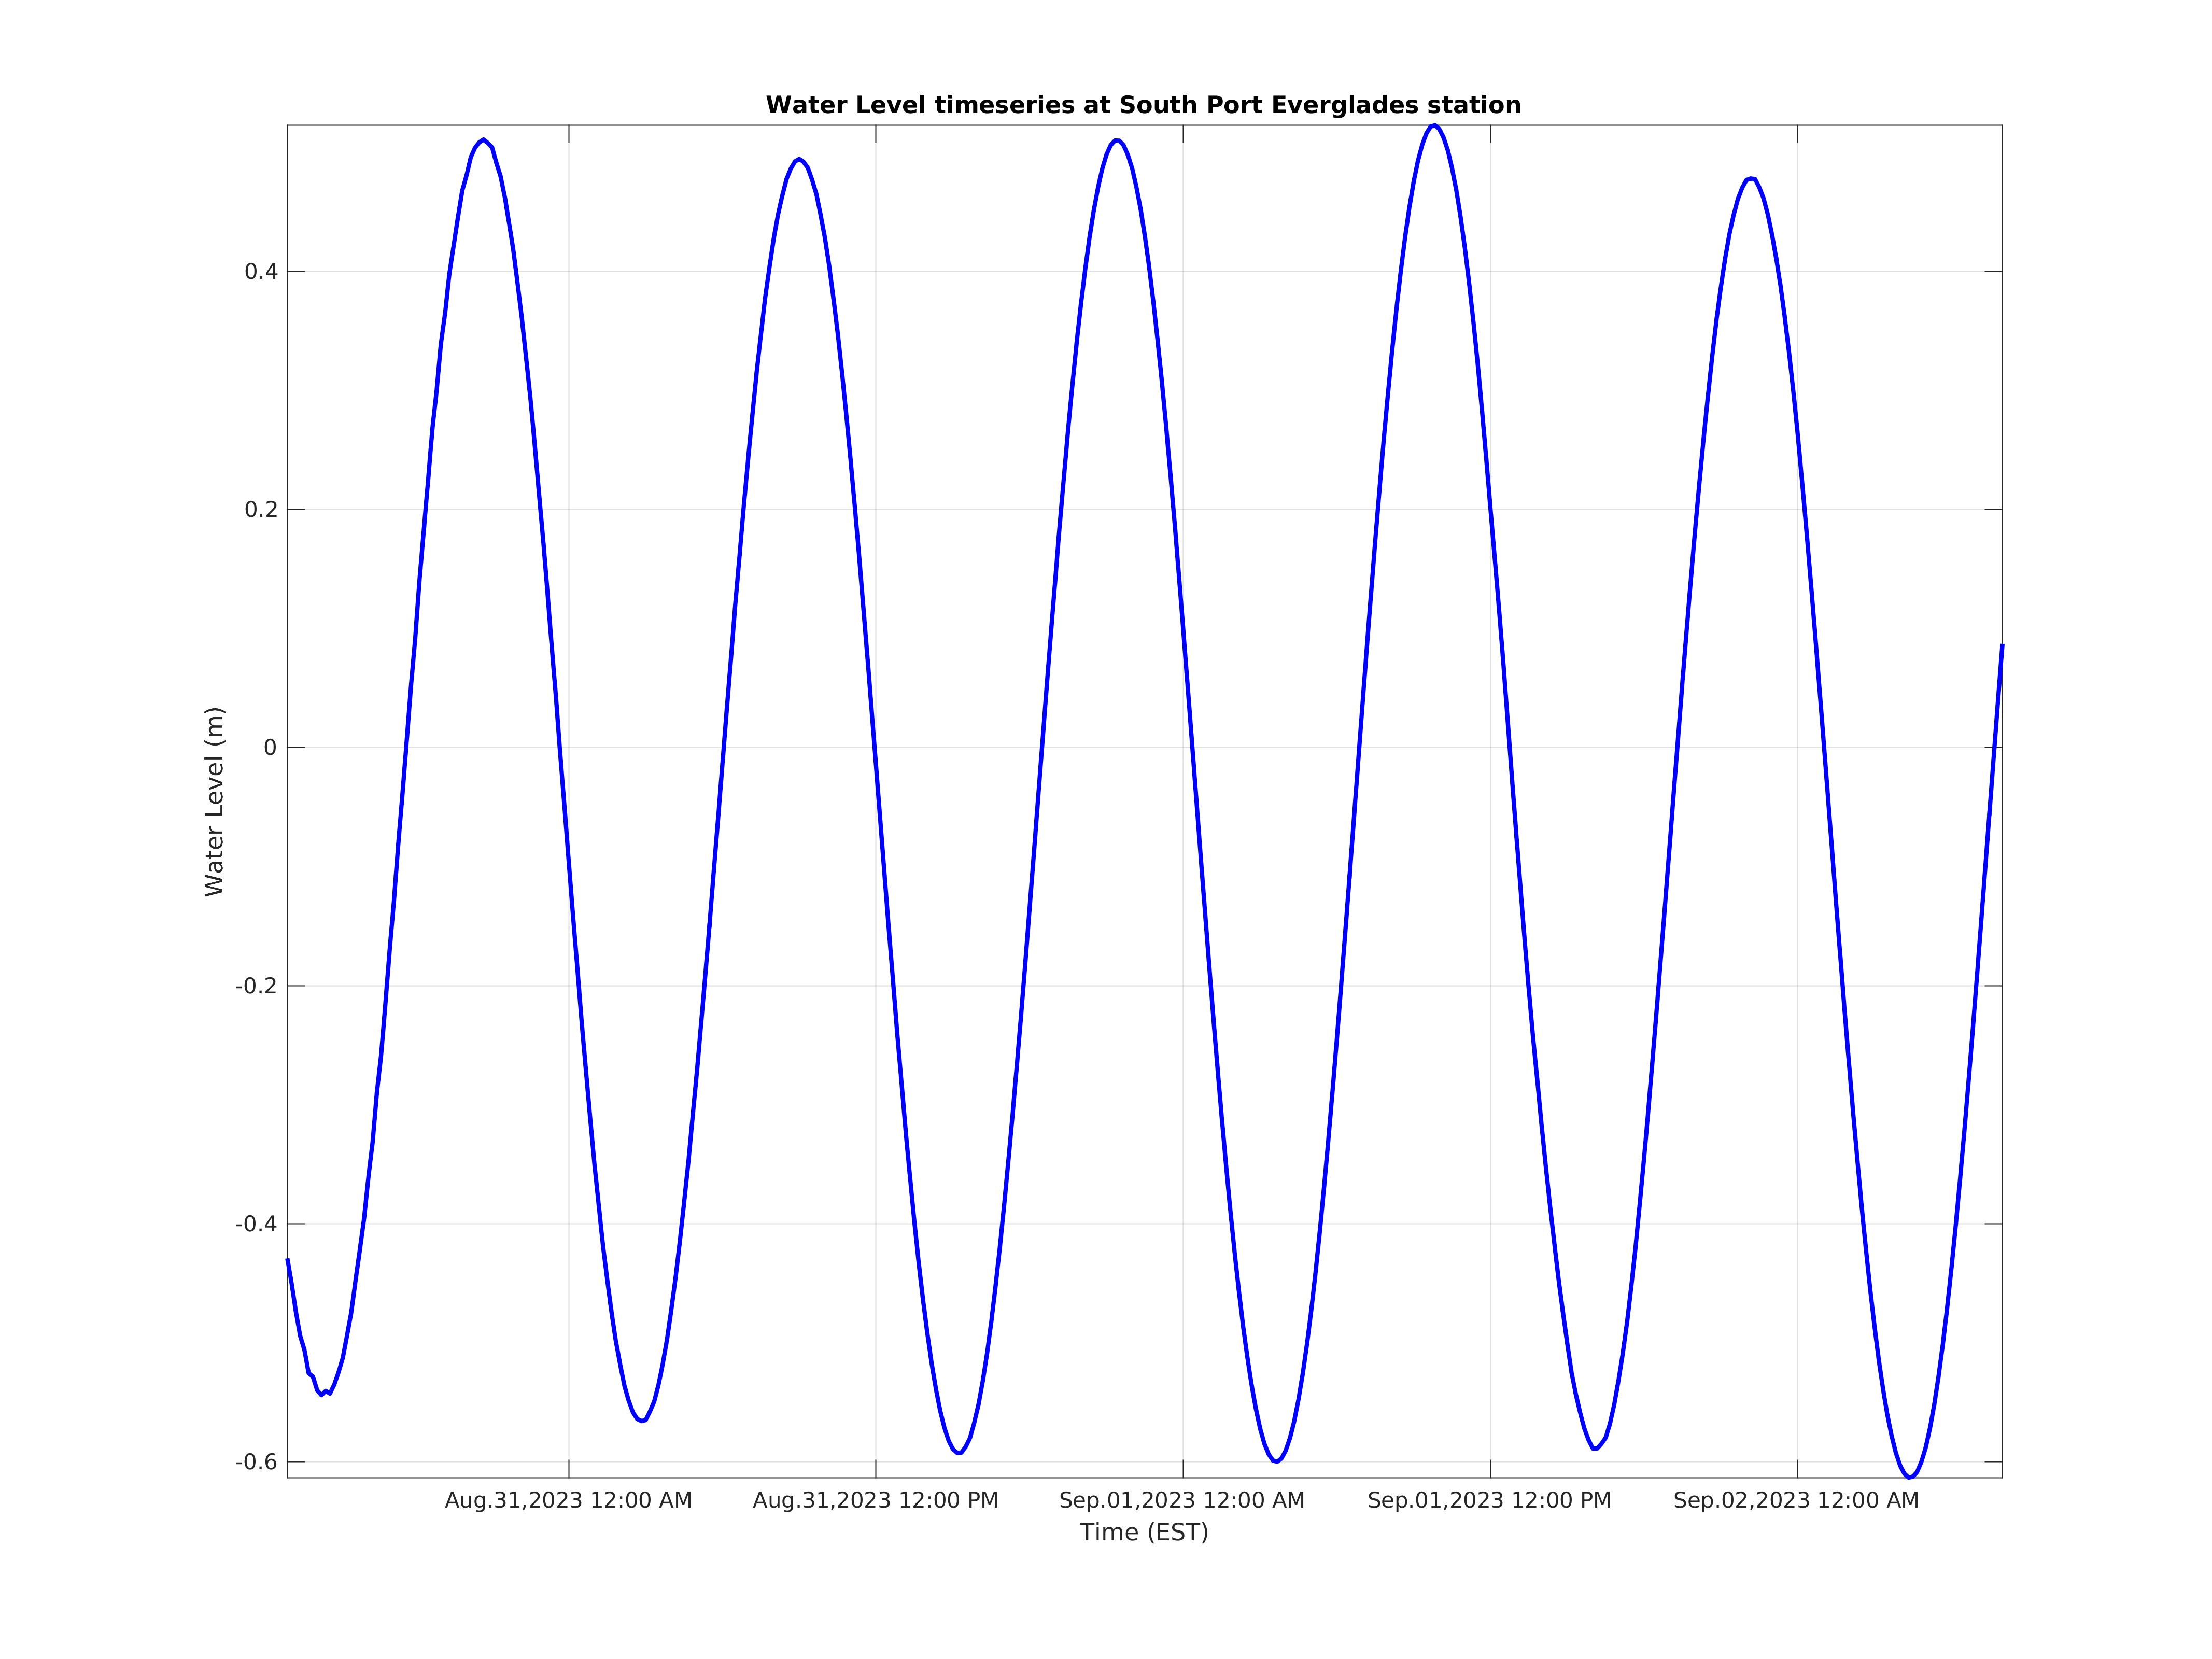 Water Level timeseries at South Port Everglades station
0.4
0.2
0
-0.2
-0.4
-0.6
Water Level (m)
Aug.31,2023 12:00 AM
Aug.31,2023 12:00 PM
Sep.01,2023 12:00 AM
Sep.01,2023 12:00 PM
Sep.02,2023 12:00 AM
Time (EST)